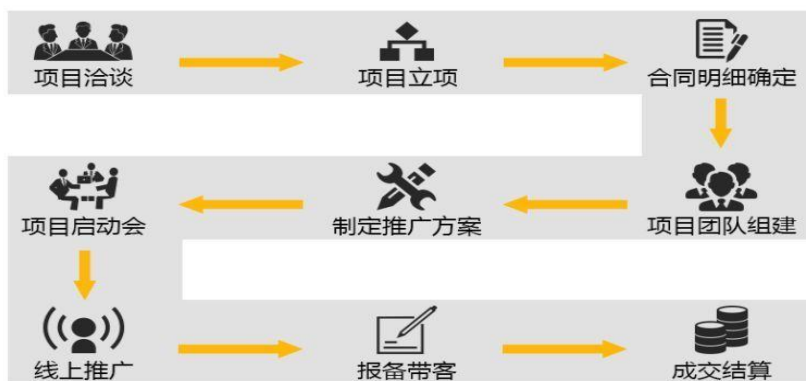 项目洽谈
项目立项
合同明细确定
项目团队组建
制定推广方案
项目启动会
线上推广
报备带客
成交结算